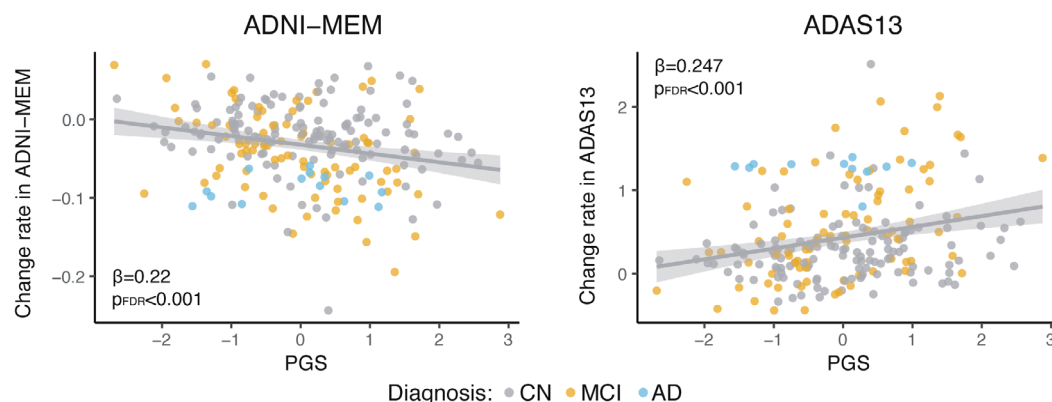 ADNI−MEM
Change rate in ADNI−MEM
0.0
−0.1
−0.2
β=0.22
pFDR<0.001
−2 −1 0 1 2 3
PGS
ADAS13
Change rate in ADAS13
2
1
0
β=0.247
pFDR<0.001
−2 −1 0 1 2 3
PGS
Diagnosis: CN MCI AD